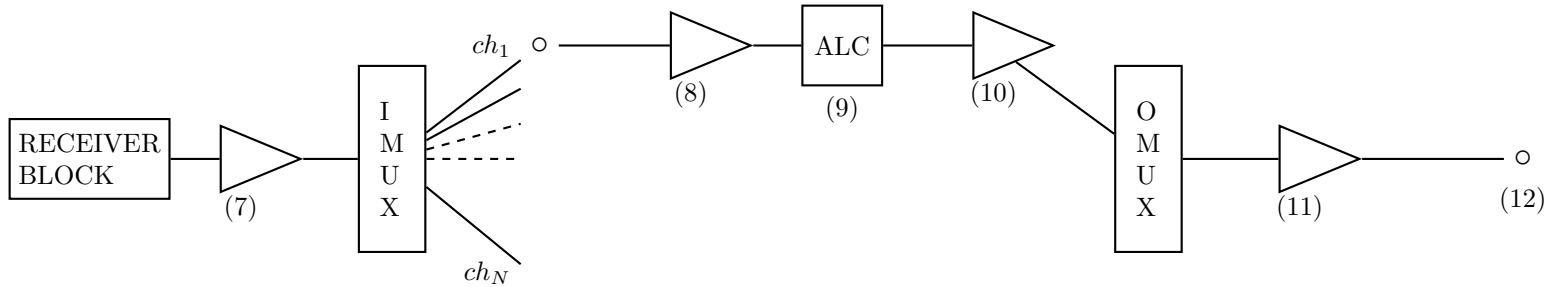 RECEIVER
BLOCK
(7)
I
M
U
X
ch1
chN
(8)
ALC
(9)
(10)
O
M
U
X
(11)
(12)